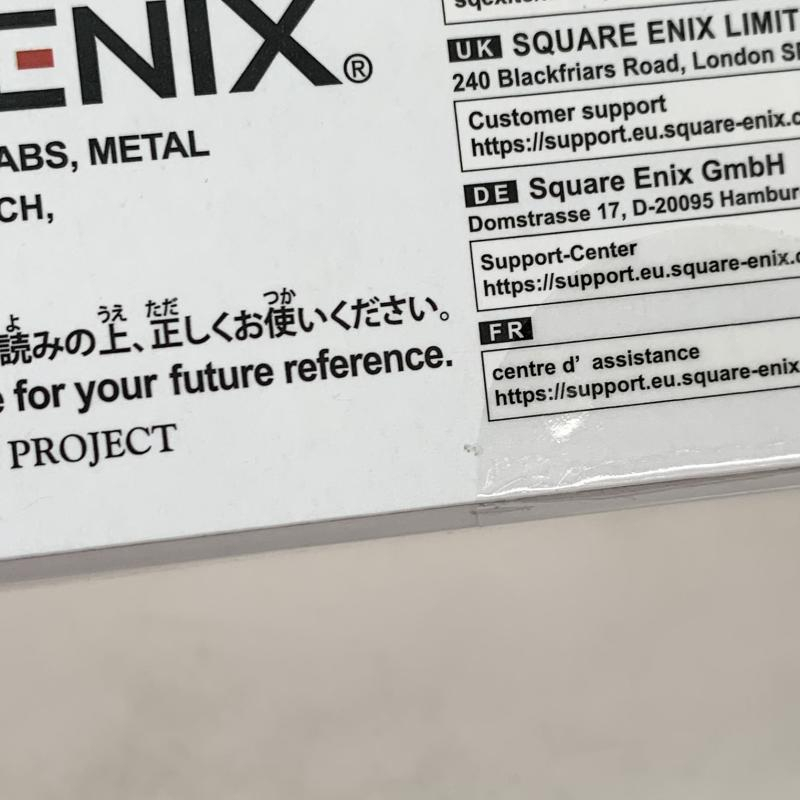 ENIX®
ABS, METAL
CH,
読みの上、正しくお使いください。
for your future reference.
PROJECT
UK SQUARE ENIX LIMIT
240 Blackfriars Road, London
Customer support
https://support.eu.square-enix.c
DE Square Enix GmbH
Domstrasse 17, D-20095 Hambur
Support-Center
https://support.eu.square-enix.c
FR
centre d’ assistance
https://support.eu.square-enix